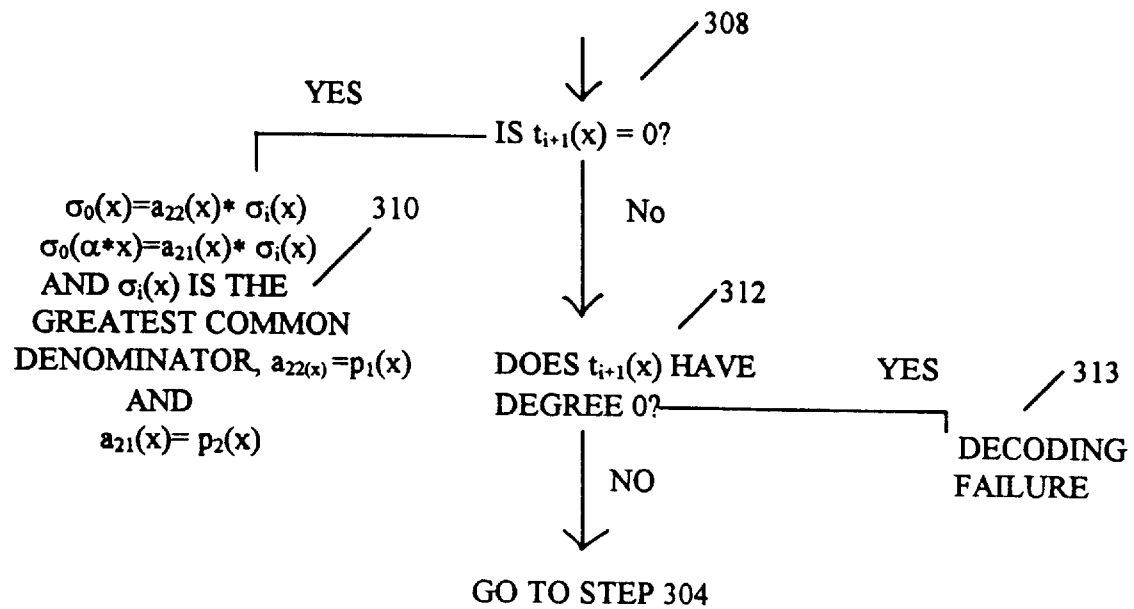 308
YES
IS tᵢ₊₁(x) = 0?
No
σ₀(x)=a₂₂(x)* σᵢ(x)
310
σ₀(α*x)=a₂₁(x)* σᵢ(x)
AND σᵢ(x) IS THE
GREATEST COMMON
DENOMINATOR, a₂₂₍ₓ₎ =p₁(x)
AND
a₂₁(x)= p₂(x)
312
DOES tᵢ₊₁(x) HAVE
DEGREE 0?
YES
313
DECODING
FAILURE
NO
GO TO STEP 304